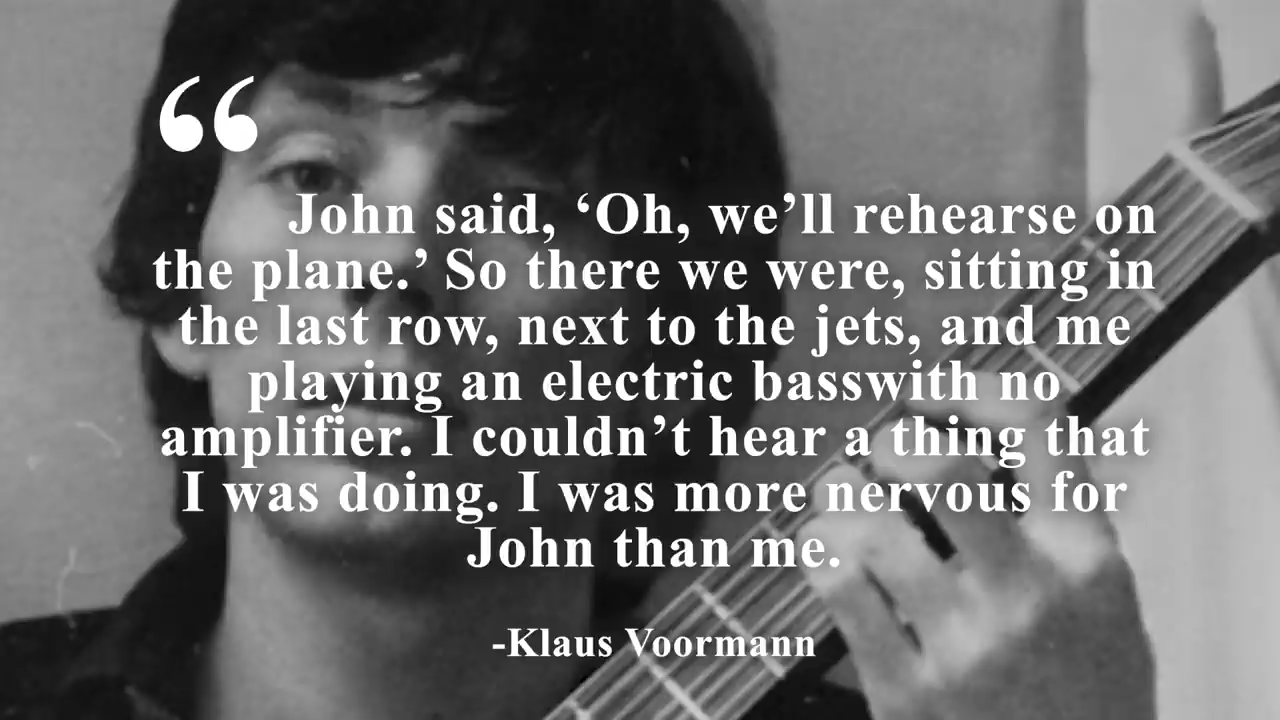 “
John said, ‘Oh, we’ll rehearse on
the plane.’ So there we were, sitting in
the last row, next to the jets, and me
playing an electric basswith no
amplifier. I couldn’t hear a thing that
I was doing. I was more nervous for
John than me.
-Klaus Voormann